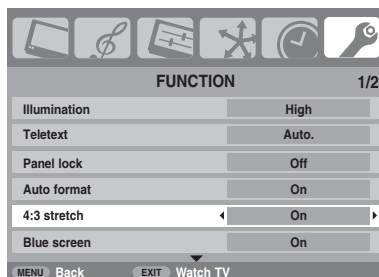 FUNCTION 1/2
Illumination High
Teletext Auto.
Panel lock Off
Auto format On
4:3 stretch On
Blue screen On
MENU Back EXIT Watch TV